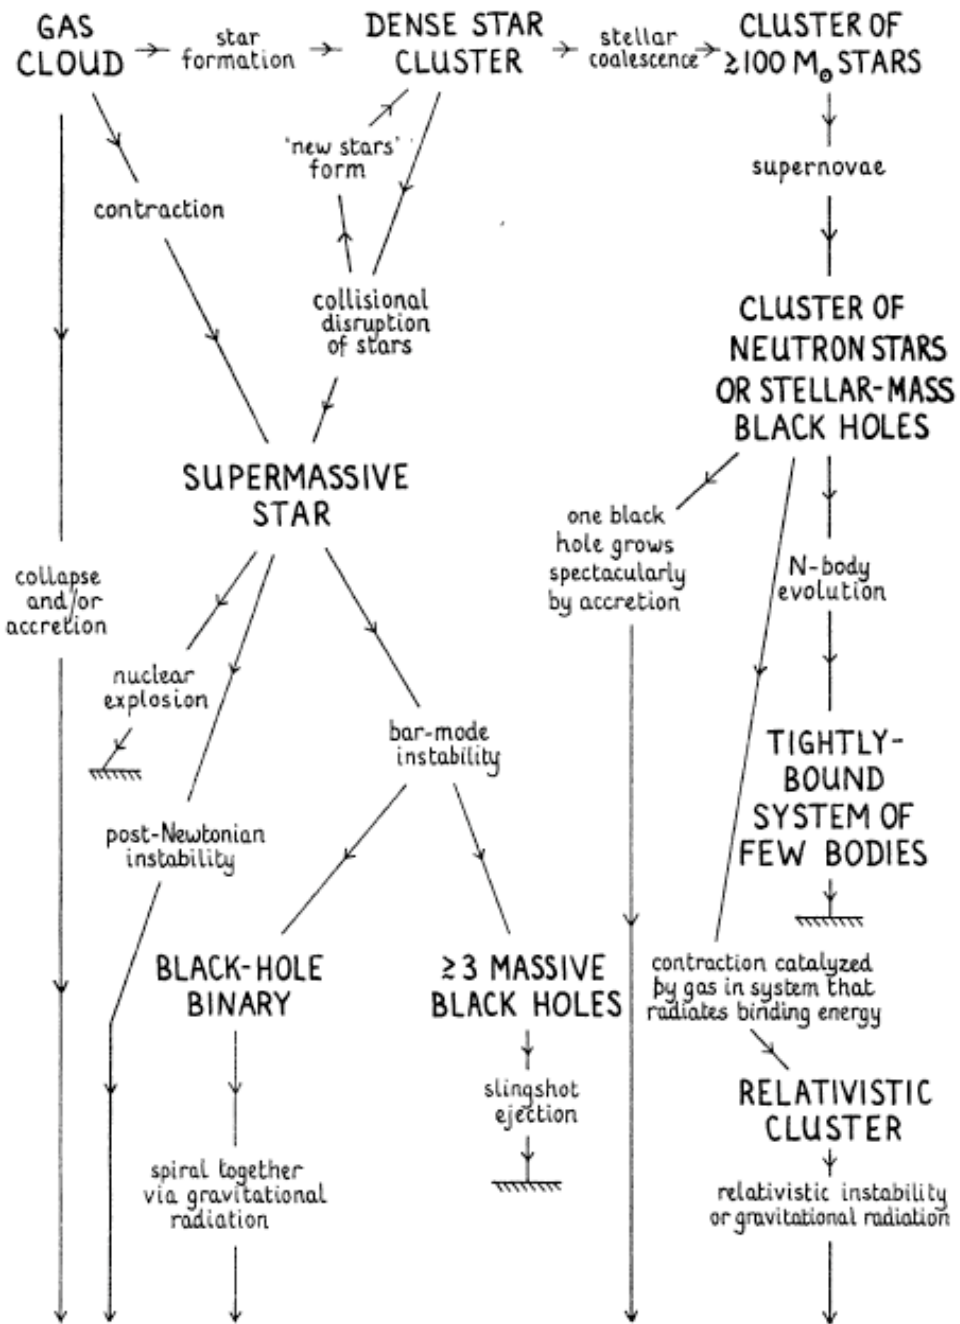 GAS
CLOUD
star
formation
DENSE STAR
CLUSTER
stellar
coalescence
CLUSTER OF
≥100 M⊙ STARS
'new stars'
form
supernovae
contraction
collisional
disruption
of stars
CLUSTER OF
NEUTRON STARS
OR STELLAR-MASS
BLACK HOLES
SUPERMASSIVE
STAR
one black
hole grows
spectacularly
by accretion
N-body
evolution
collapse
and/or
accretion
nuclear
explosion
bar-mode
instability
TIGHTLY-
BOUND
SYSTEM OF
FEW BODIES
post-Newtonian
instability
BLACK-HOLE
BINARY
≥3 MASSIVE
BLACK HOLES
contraction catalyzed
by gas in system that
radiates binding energy
slingshot
ejection
RELATIVISTIC
CLUSTER
spiral together
via gravitational
radiation
relativistic instability
or gravitational radiation